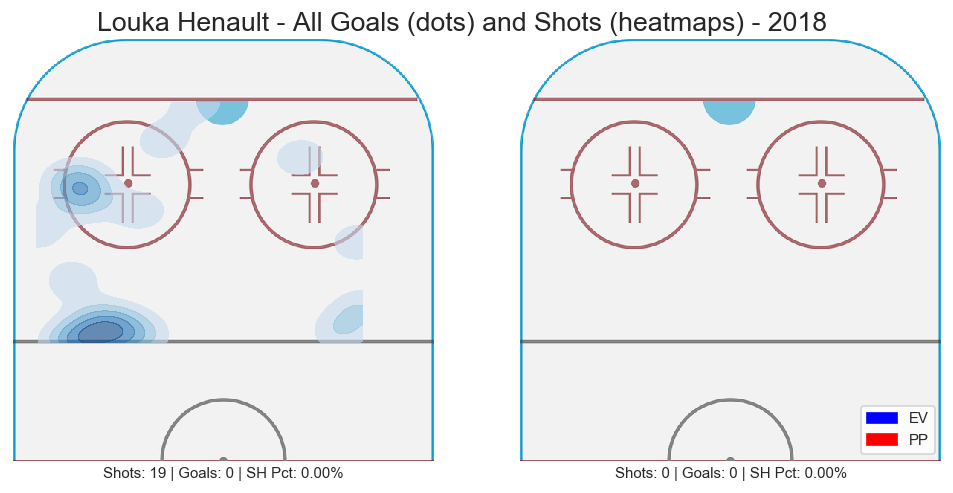 Louka Henault - All Goals (dots) and Shots (heatmaps) - 2018
EV
PP
Shots: 19 | Goals: 0 | SH Pct: 0.00%
Shots: 0 | Goals: 0 | SH Pct: 0.00%